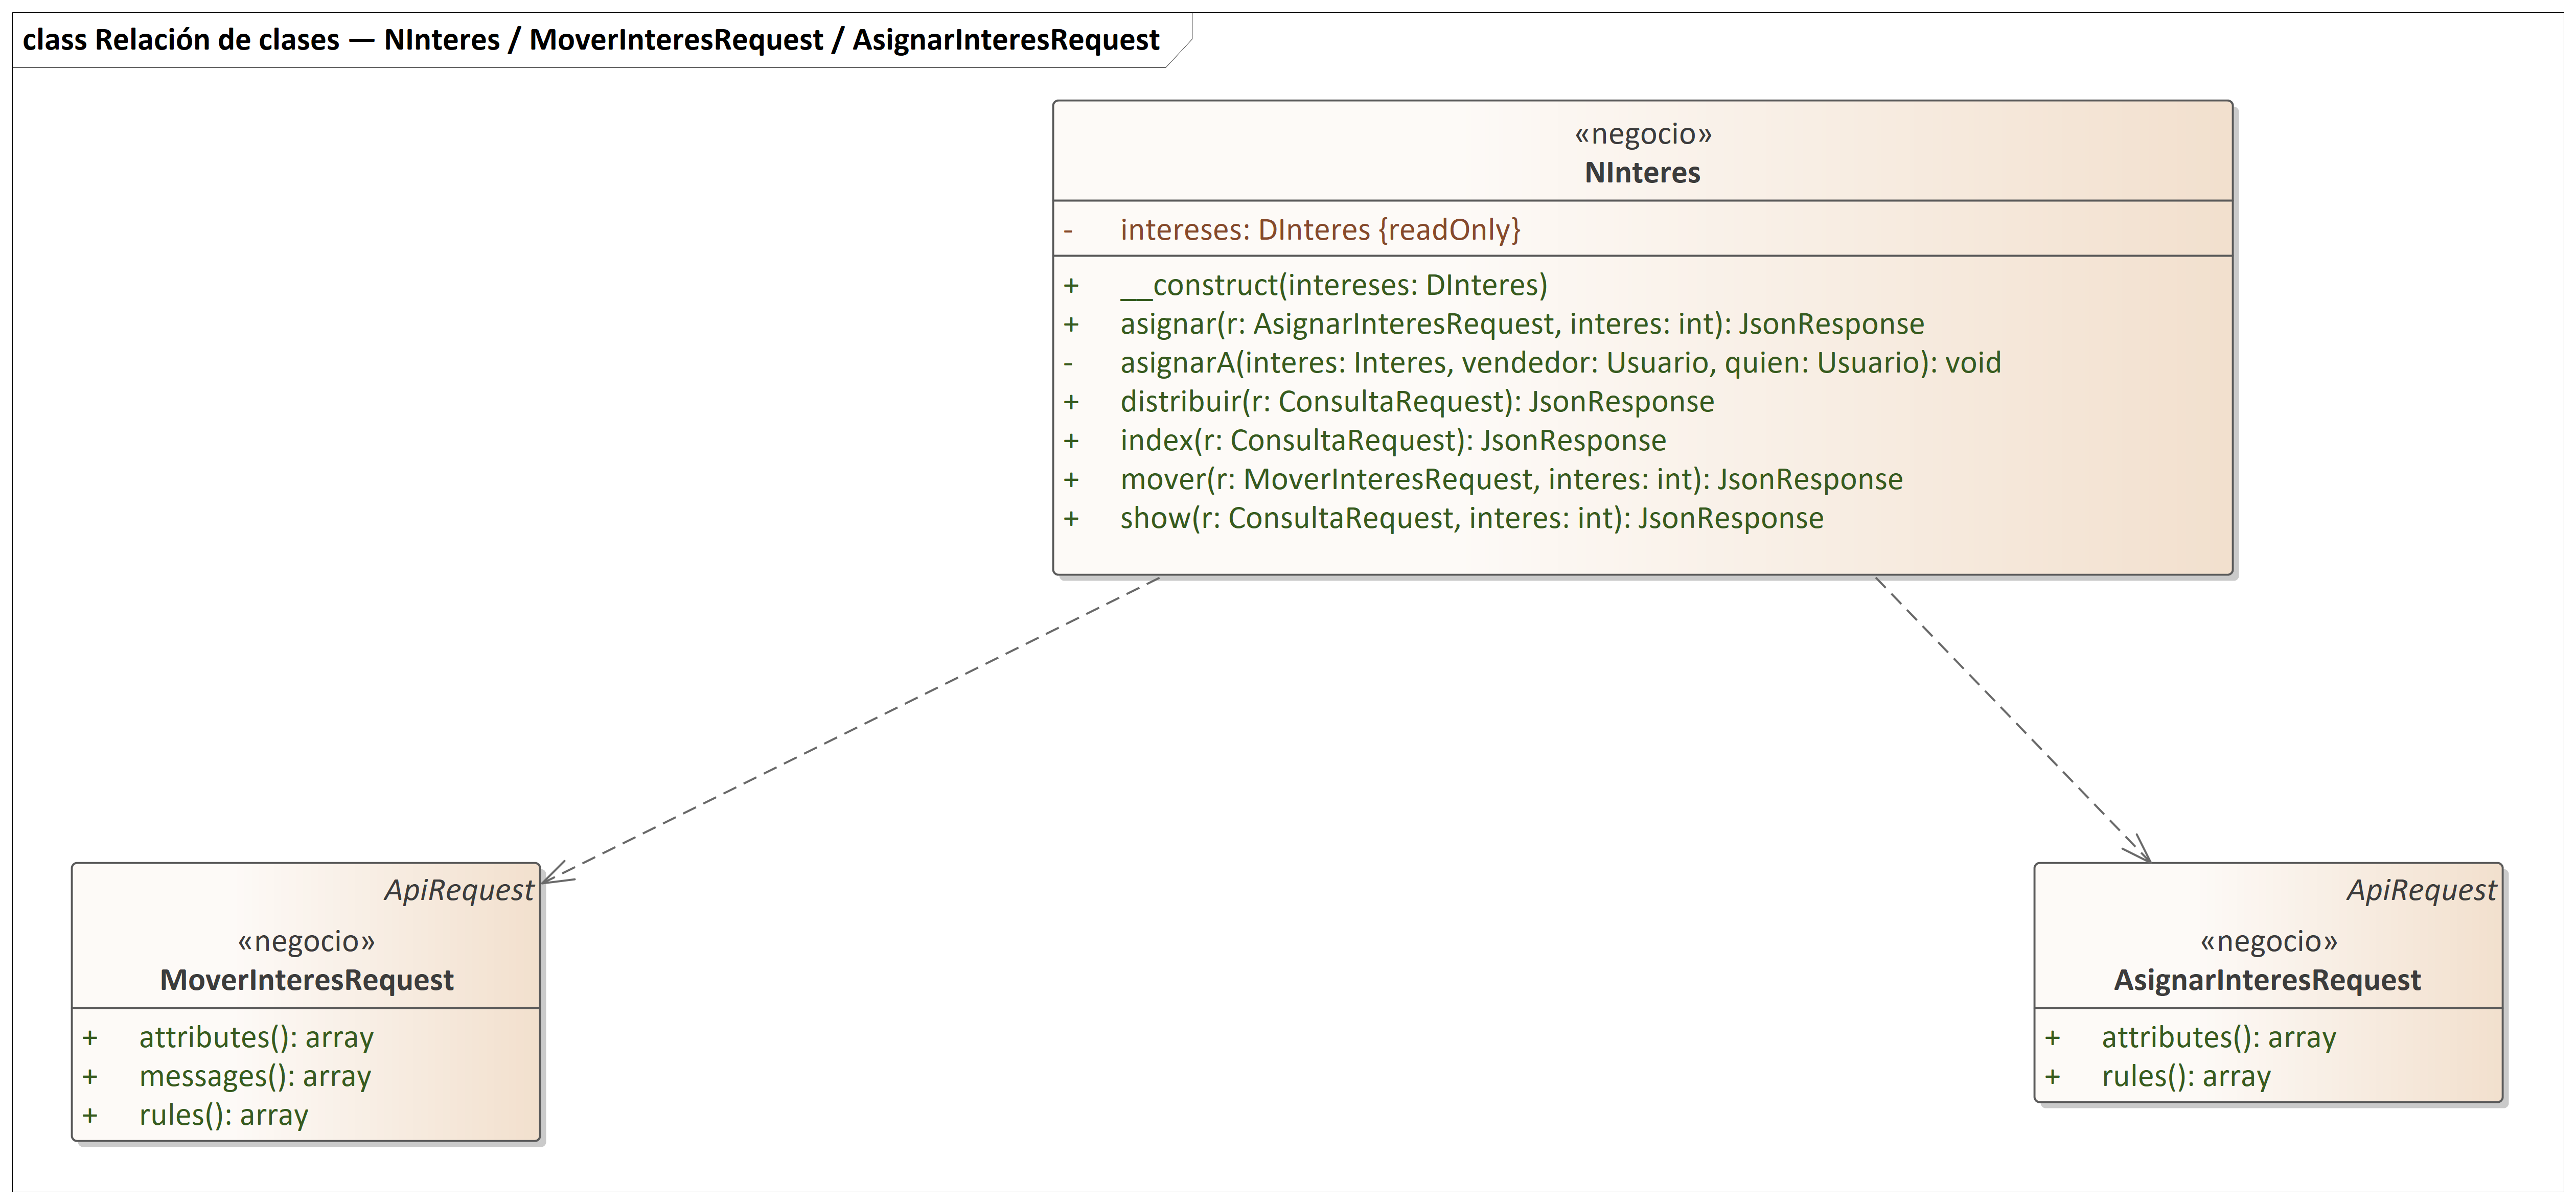 class Relación de clases — NInteres / MoverInteresRequest / AsignarInteresRequest
«negocio»
NInteres
- intereses: DInteres {readOnly}
+ __construct(intereses: DInteres)
+ asignar(r: AsignarInteresRequest, interes: int): JsonResponse
- asignarA(interes: Interes, vendedor: Usuario, quien: Usuario): void
+ distribuir(r: ConsultaRequest): JsonResponse
+ index(r: ConsultaRequest): JsonResponse
+ mover(r: MoverInteresRequest, interes: int): JsonResponse
+ show(r: ConsultaRequest, interes: int): JsonResponse
ApiRequest
«negocio»
MoverInteresRequest
+ attributes(): array
+ messages(): array
+ rules(): array
ApiRequest
«negocio»
AsignarInteresRequest
+ attributes(): array
+ rules(): array